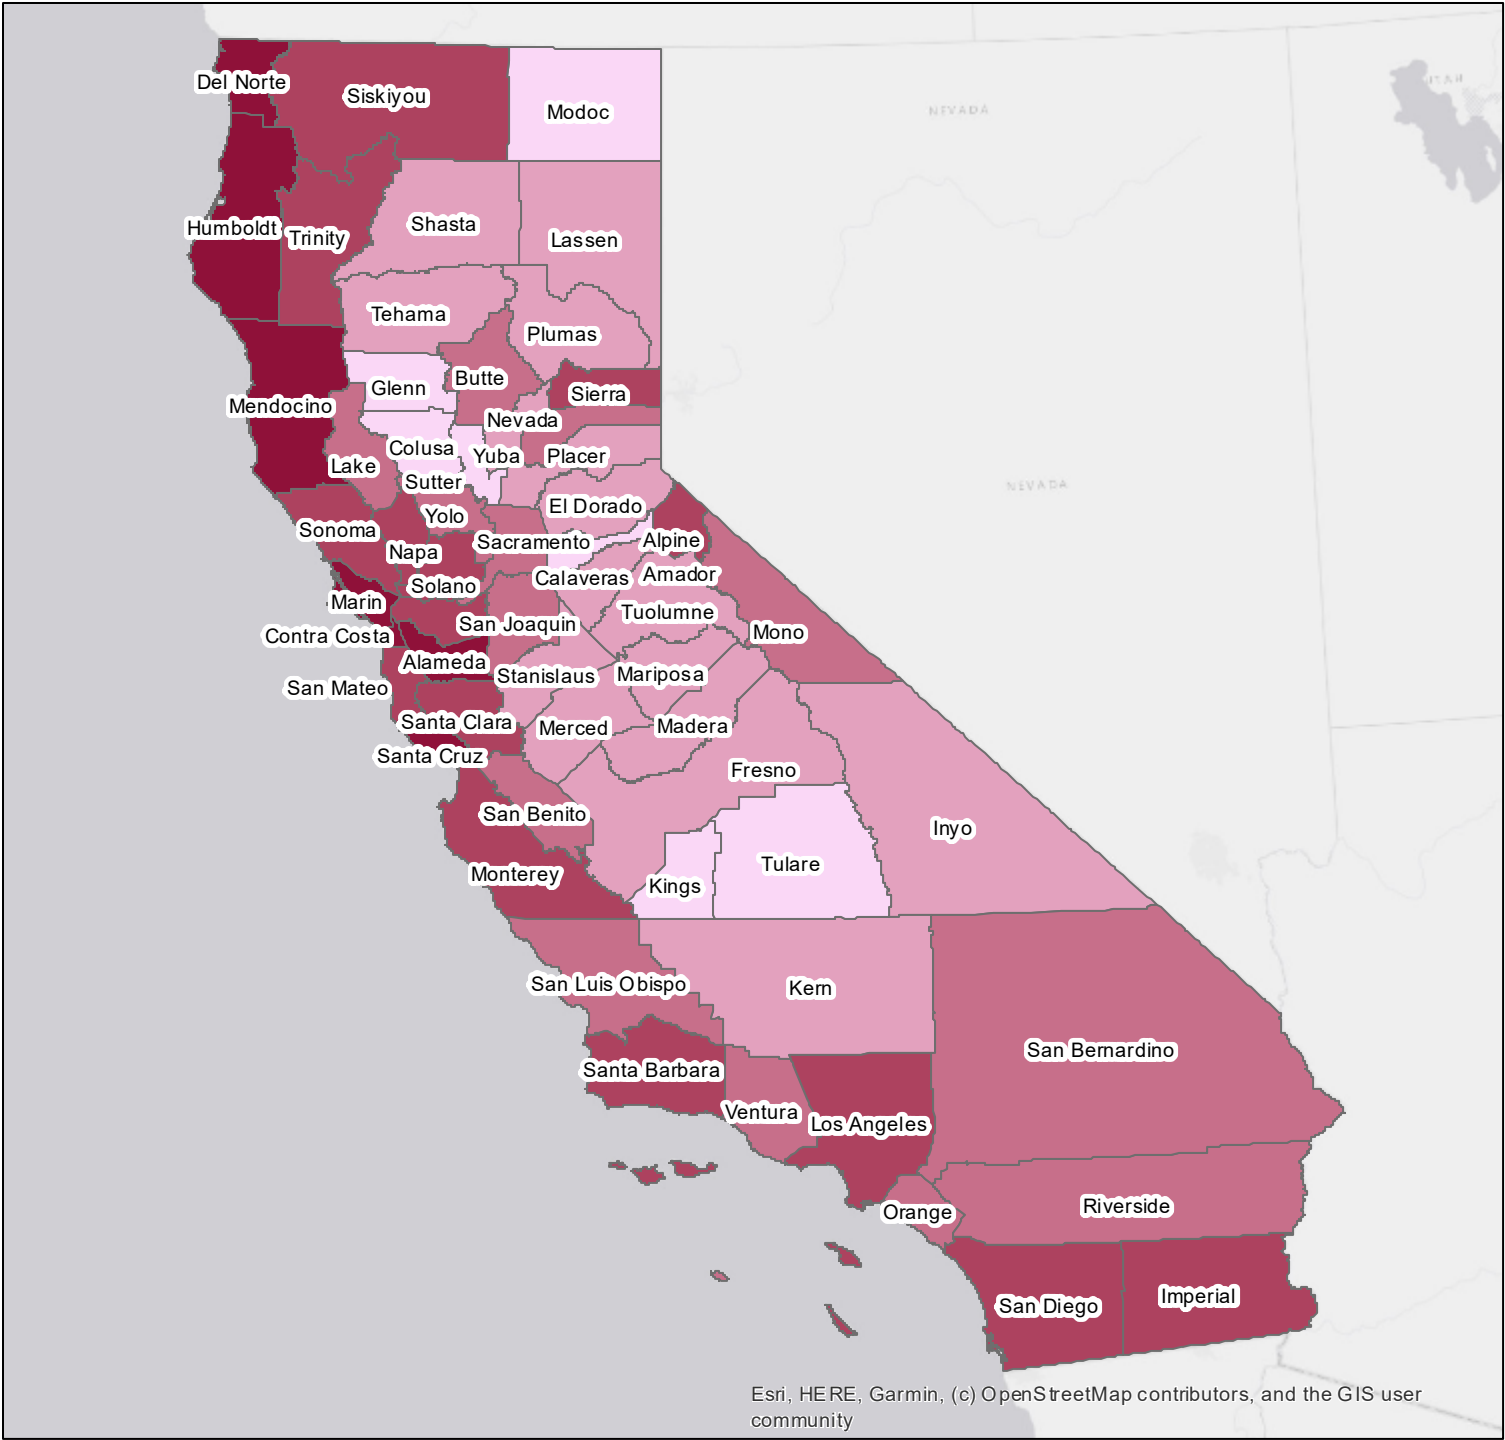 Del Norte
Siskiyou
Modoc
UTAH
NEVADA
Humboldt
Trinity
Shasta
Lassen
Tehama
Plumas
Glenn
Butte
Sierra
Mendocino
Nevada
Colusa
Yuba
Placer
Lake
Sutter
NEVADA
Yolo
El Dorado
Sonoma
Napa
Sacramento
Alpine
Solano
Calaveras
Amador
Marin
San Joaquin
Tuolumne
Contra Costa
Mono
Alameda
Stanislaus
Mariposa
San Mateo
Santa Clara
Merced
Madera
Santa Cruz
Fresno
San Benito
Inyo
Monterey
Kings
Tulare
San Luis Obispo
Kern
San Bernardino
Santa Barbara
Ventura
Los Angeles
Orange
Riverside
San Diego
Imperial
Esri, HERE, Garmin, (c) OpenStreetMap contributors, and the GIS user
community